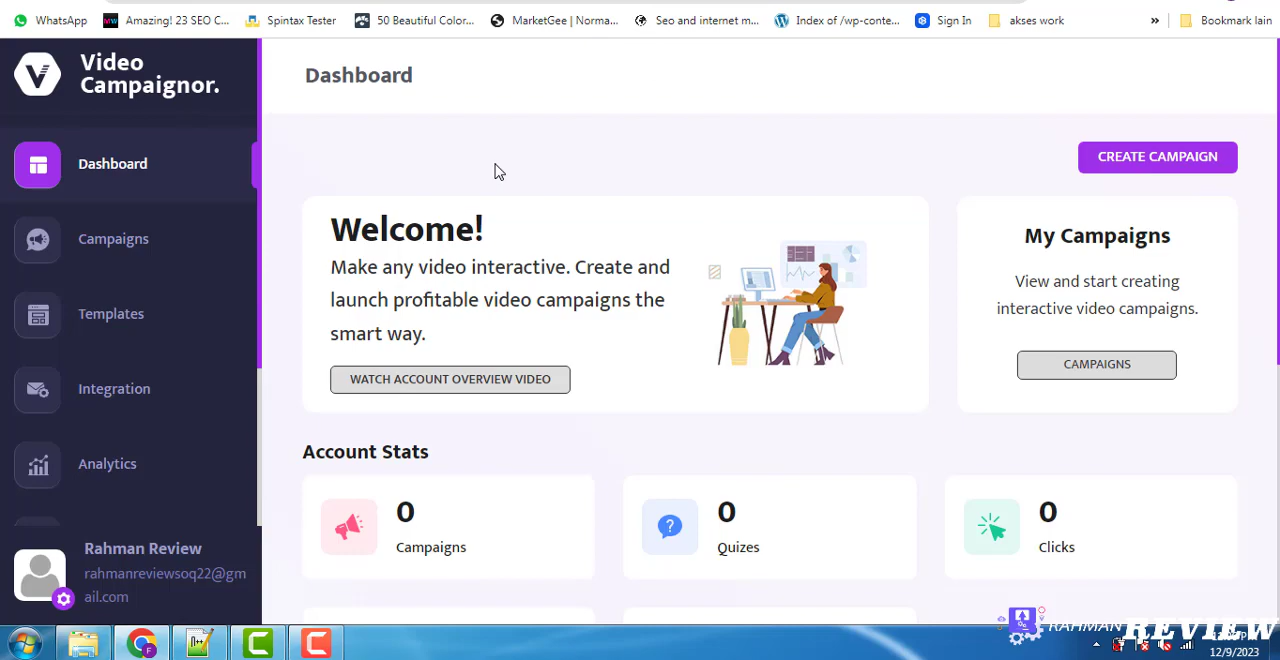 WhatsApp
Amazing! 23 SEO C...
Spintax Tester
50 Beautiful Color...
MarketGee | Norma...
Seo and internet m...
Index of /wp-conte...
Sign In
akses work
»
Bookmark lain
Video
Campaignor.
Dashboard
Dashboard
CREATE CAMPAIGN
Campaigns
Templates
Integration
Analytics
Welcome!
Make any video interactive. Create and
launch profitable video campaigns the
smart way.
WATCH ACCOUNT OVERVIEW VIDEO
My Campaigns
View and start creating
interactive video campaigns.
CAMPAIGNS
Account Stats
0
Campaigns
0
Quizes
0
Clicks
Rahman Review
rahmanreviewsoq22@gm
ail.com
RAHMAN REVIEW
12/9/2023